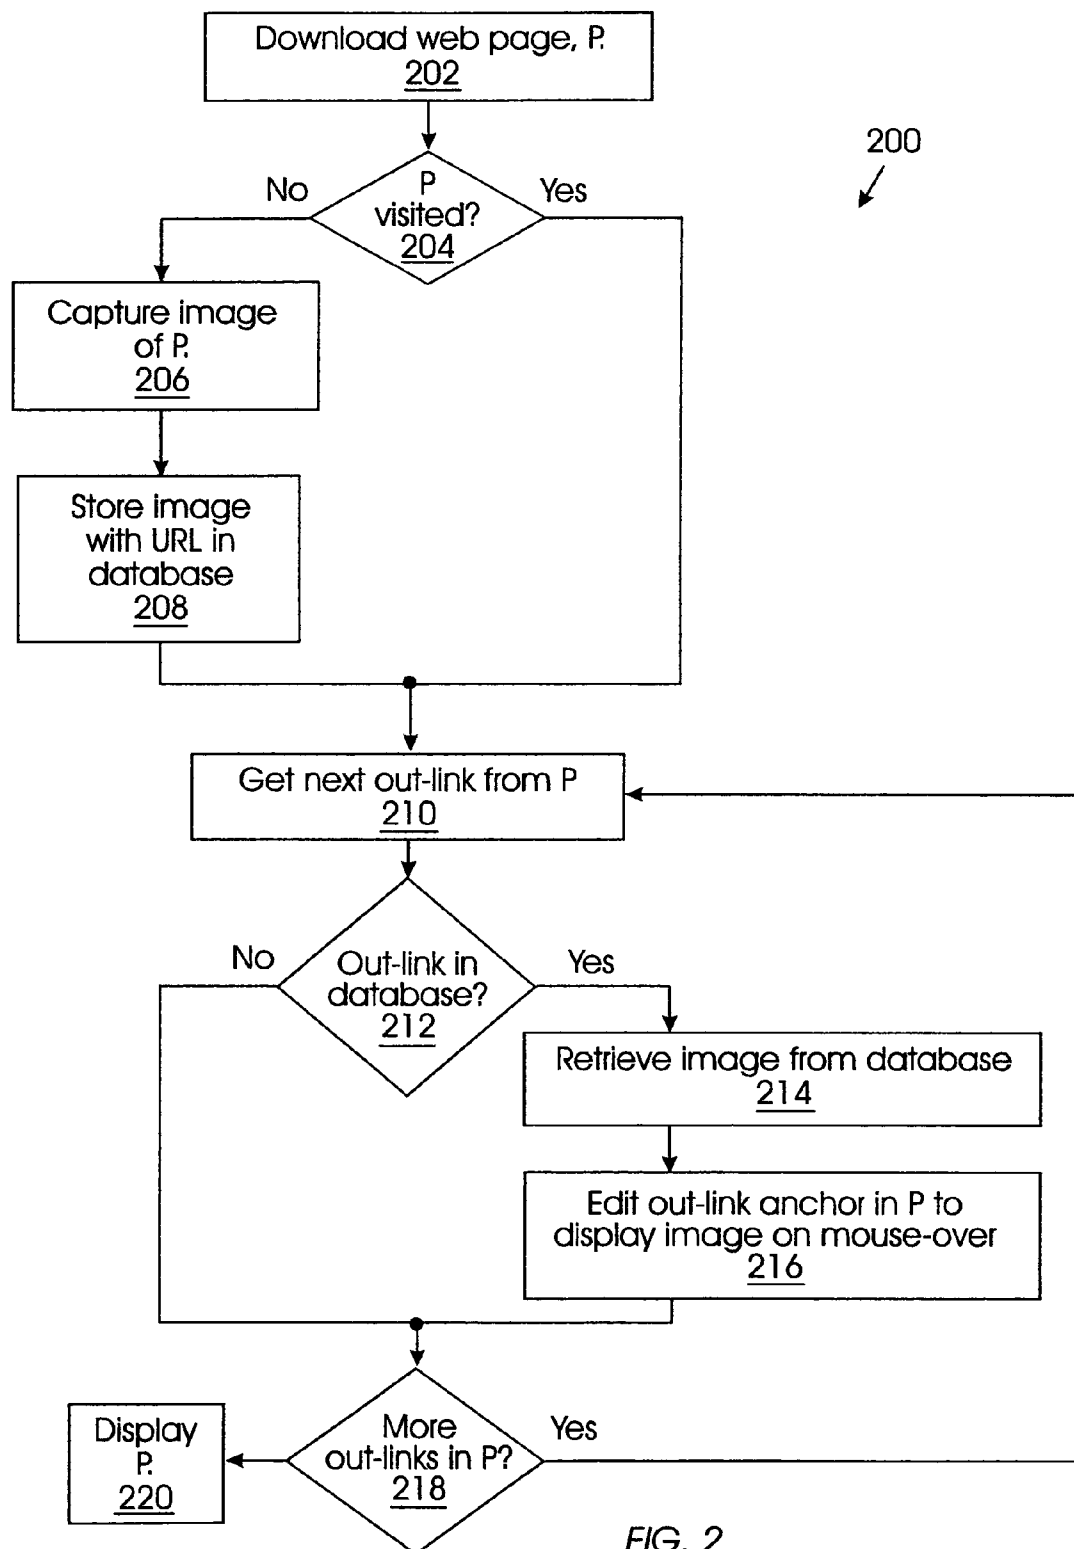 Download web page, P.
202
200
P
visited?
204
No
Yes
Capture image
of P.
206
Store image
with URL in
database
208
Get next out-link from P
210
Out-link in
database?
212
No
Yes
Retrieve image from database
214
Edit out-link anchor in P to
display image on mouse-over
216
More
out-links in P?
218
Yes
Display
P.
220
FIG. 2